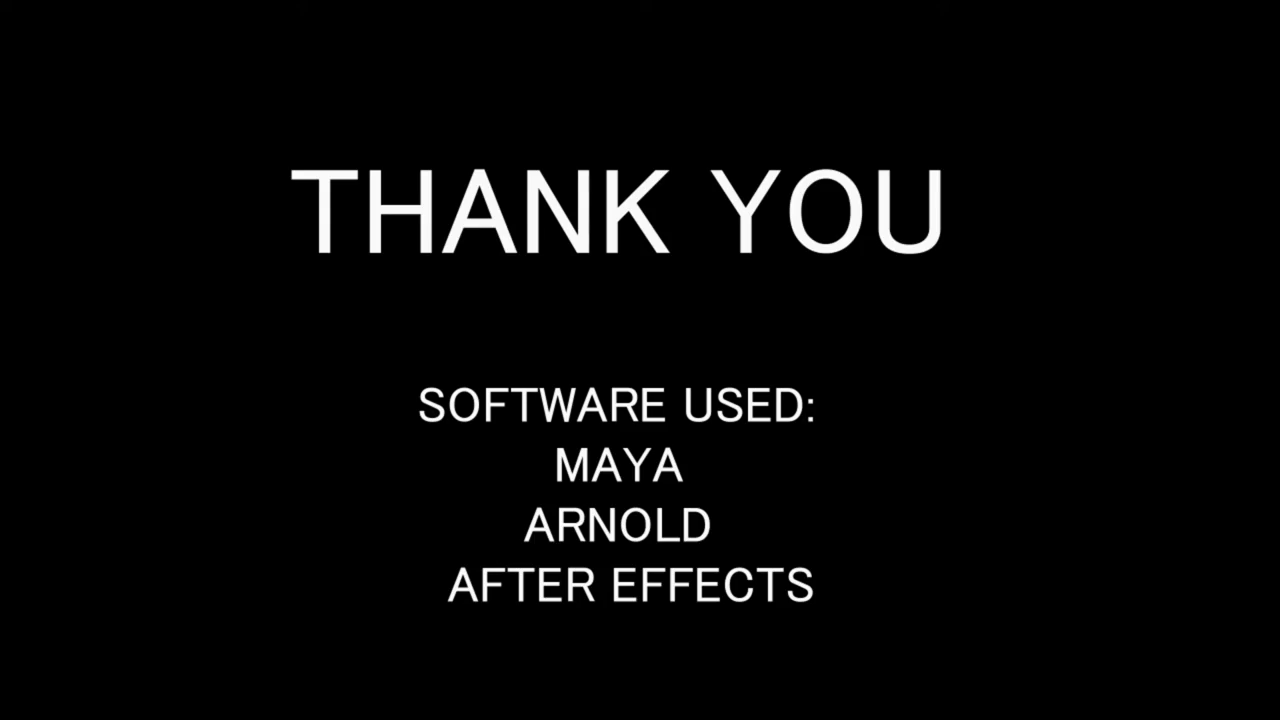 THANK YOU
SOFTWARE USED:
MAYA
ARNOLD
AFTER EFFECTS